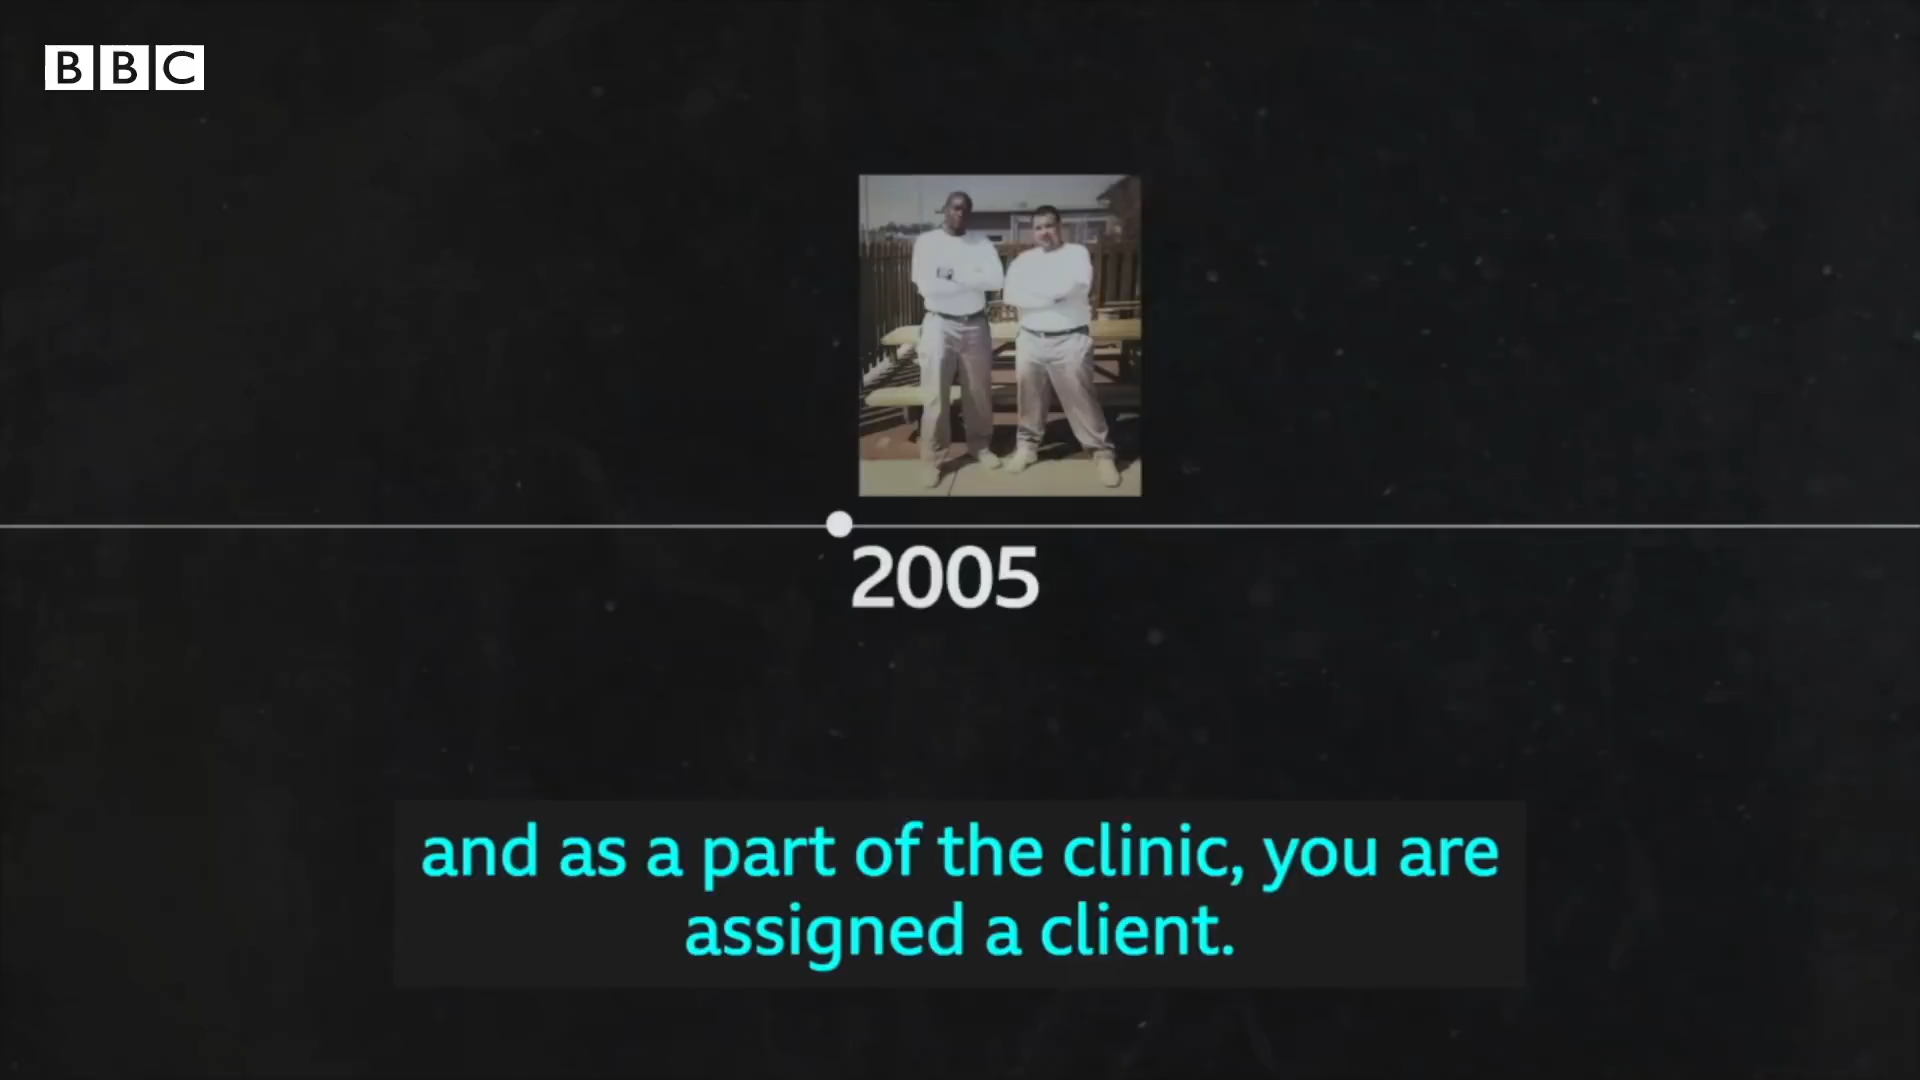 BBC
2005
and as a part of the clinic, you are
assigned a client.